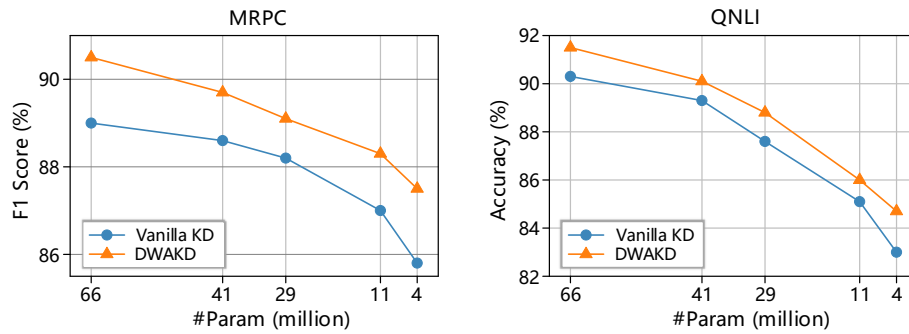 MRPC
F1 Score (%)
90
88
86
Vanilla KD
DWAKD
66 41 29 11 4
#Param (million)
QNLI
Accuracy (%)
92
90
88
86
84
82
Vanilla KD
DWAKD
66 41 29 11 4
#Param (million)